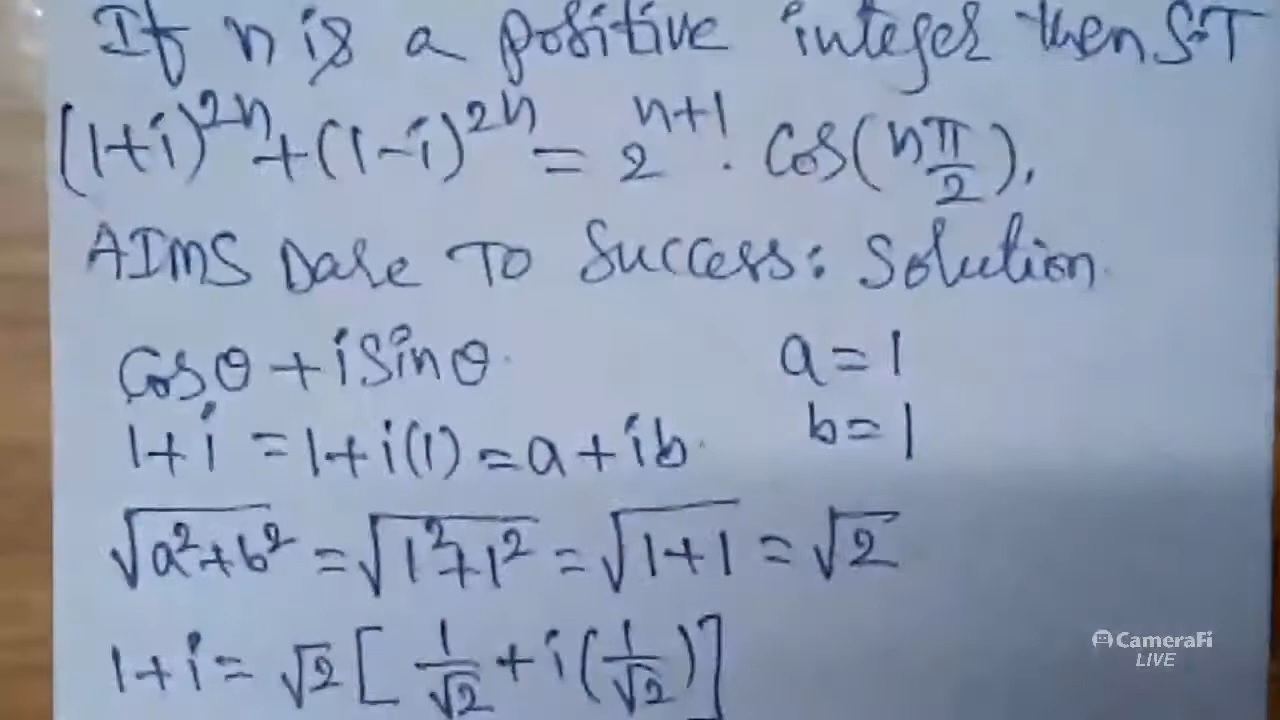 If n is a positive integer then S.T
(1+i)^2n + (1-i)^2n = 2^n+1 . Cos(nπ/2).
AIMS Dare To Success: Solution.
Cosθ + i Sinθ.
a = 1
1+i = 1+i(1) = a+ib.
b = 1
√a²+b² = √1²+1² = √1+1 = √2
1+i = √2 [ 1/√2 + i(1/√2) ]
CameraFi
LIVE